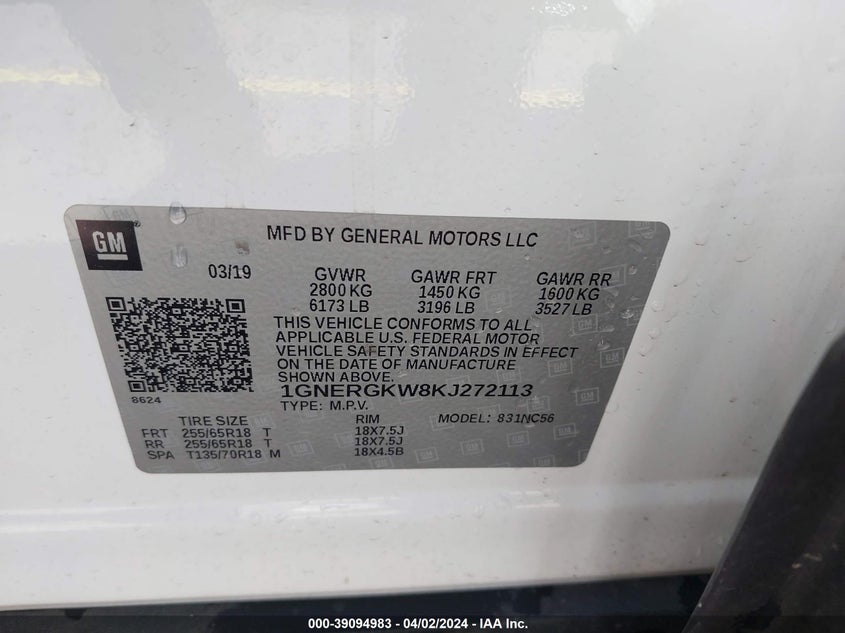 GM
MFD BY GENERAL MOTORS LLC
03/19 GVWR GAWR FRT GAWR RR
2800 KG 1450 KG 1600 KG
6173 LB 3196 LB 3527 LB
THIS VEHICLE CONFORMS TO ALL
APPLICABLE U.S. FEDERAL MOTOR
VEHICLE SAFETY STANDARDS IN EFFECT
ON THE DATE OF MANUFACTURE
SHOWN ABOVE.
8624
1GNERGKW8KJ272113
TYPE: M.P.V.
TIRE SIZE RIM MODEL: 831NC56
FRT 255/65R18 T 18X7.5J
RR 255/65R18 T 18X7.5J
SPA T135/70R18 M 18X4.5B
000-39094983 - 04/02/2024 - IAA Inc.